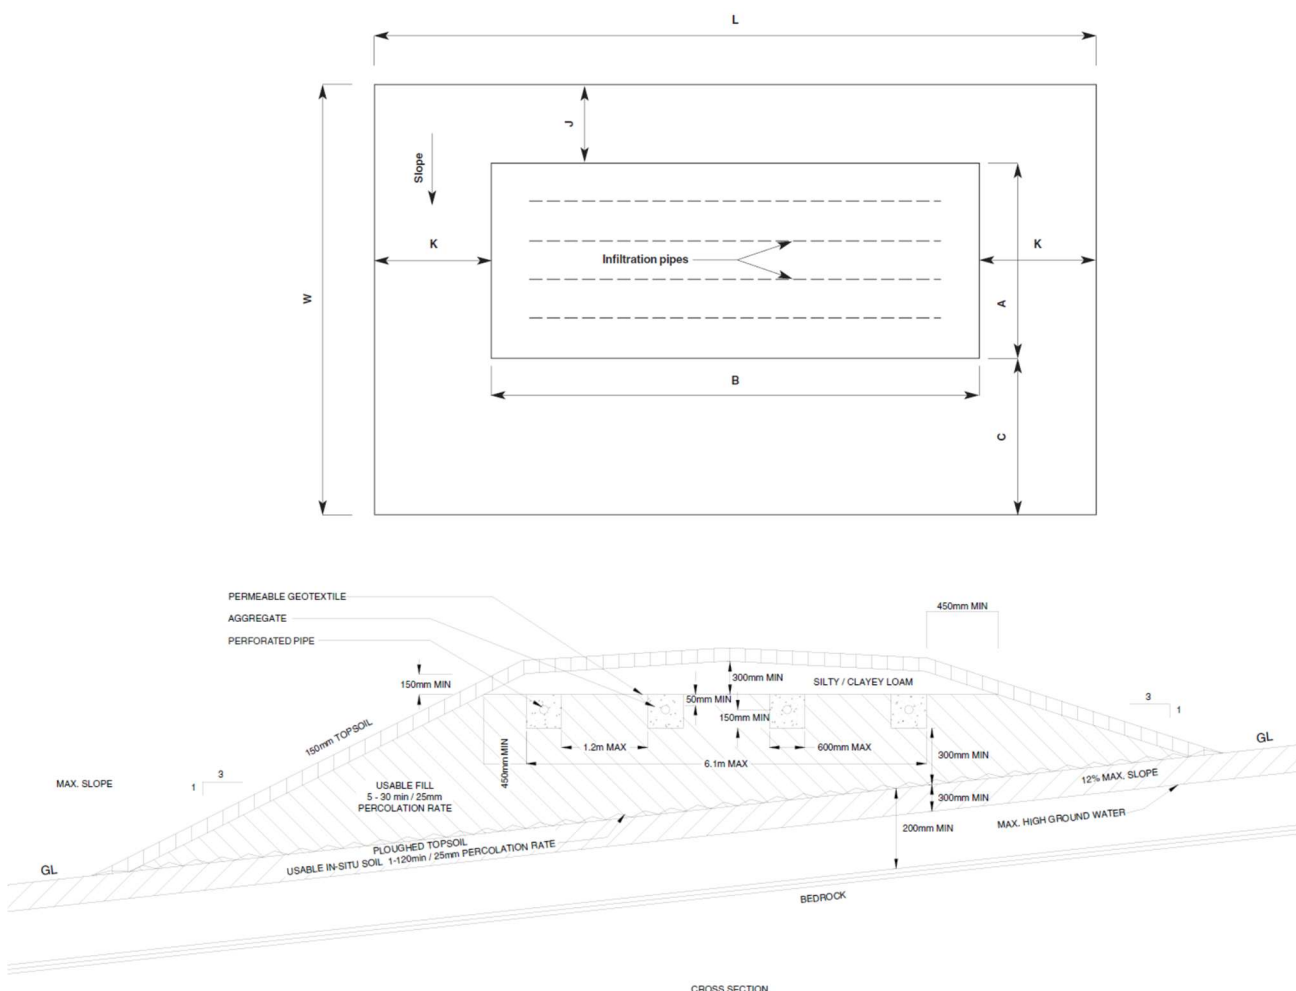 L
J
Slope
K
K
Infiltration pipes
W
A
B
C
PERMEABLE GEOTEXTILE
AGGREGATE
PERFORATED PIPE
450mm MIN
150mm MIN
300mm MIN
SILTY / CLAYEY LOAM
50mm MIN
150mm MIN
3
1
150mm TOPSOIL
1.2m MAX
600mm MAX
300mm MIN
GL
450mm MIN
6.1m MAX
MAX. SLOPE
3
1
USABLE FILL
5 - 30 min / 25mm
PERCOLATION RATE
12% MAX. SLOPE
300mm MIN
200mm MIN
MAX. HIGH GROUND WATER
PLOUGHED TOPSOIL
USABLE IN-SITU SOIL 1-120min / 25mm PERCOLATION RATE
GL
BEDROCK
CROSS SECTION